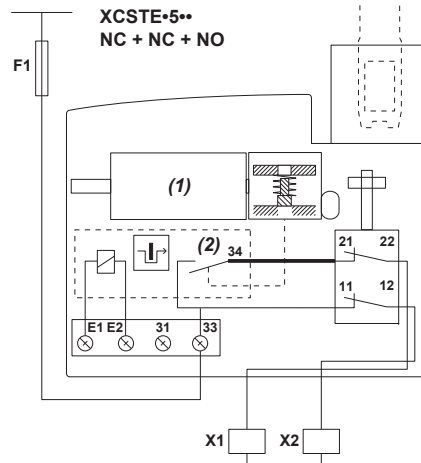 XCSTE•5••
NC + NC + NO
F1
(1)
(2)
34
21 22
11 12
E1 E2 31 33
X1 X2